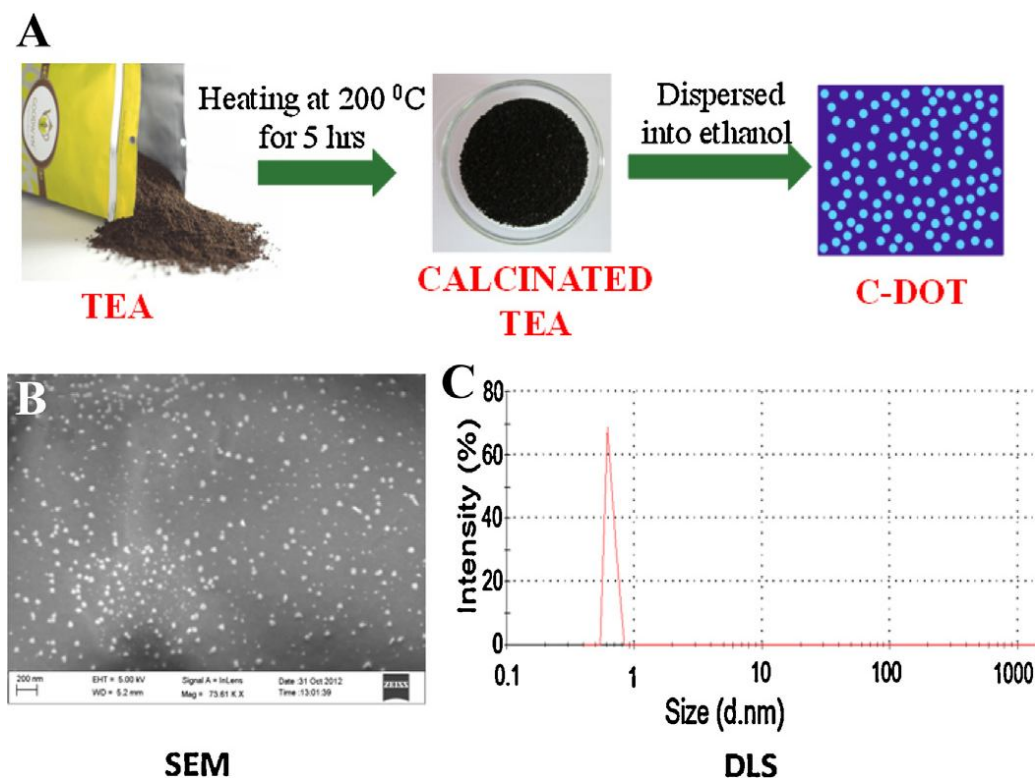 A
Heating at 200 ⁰C
for 5 hrs
Dispersed
into ethanol
TEA
CALCINATED
TEA
C-DOT
B
200 nm
EHT = 5.00 kV
WD = 5.2 mm
Signal A = InLens
Mag = 73.61 K X
Date :31 Oct 2012
Time :13:01:39
ZEISS
SEM
C
80
60
40
20
0
Intensity (%)
0.1
1
10
100
1000
Size (d.nm)
DLS